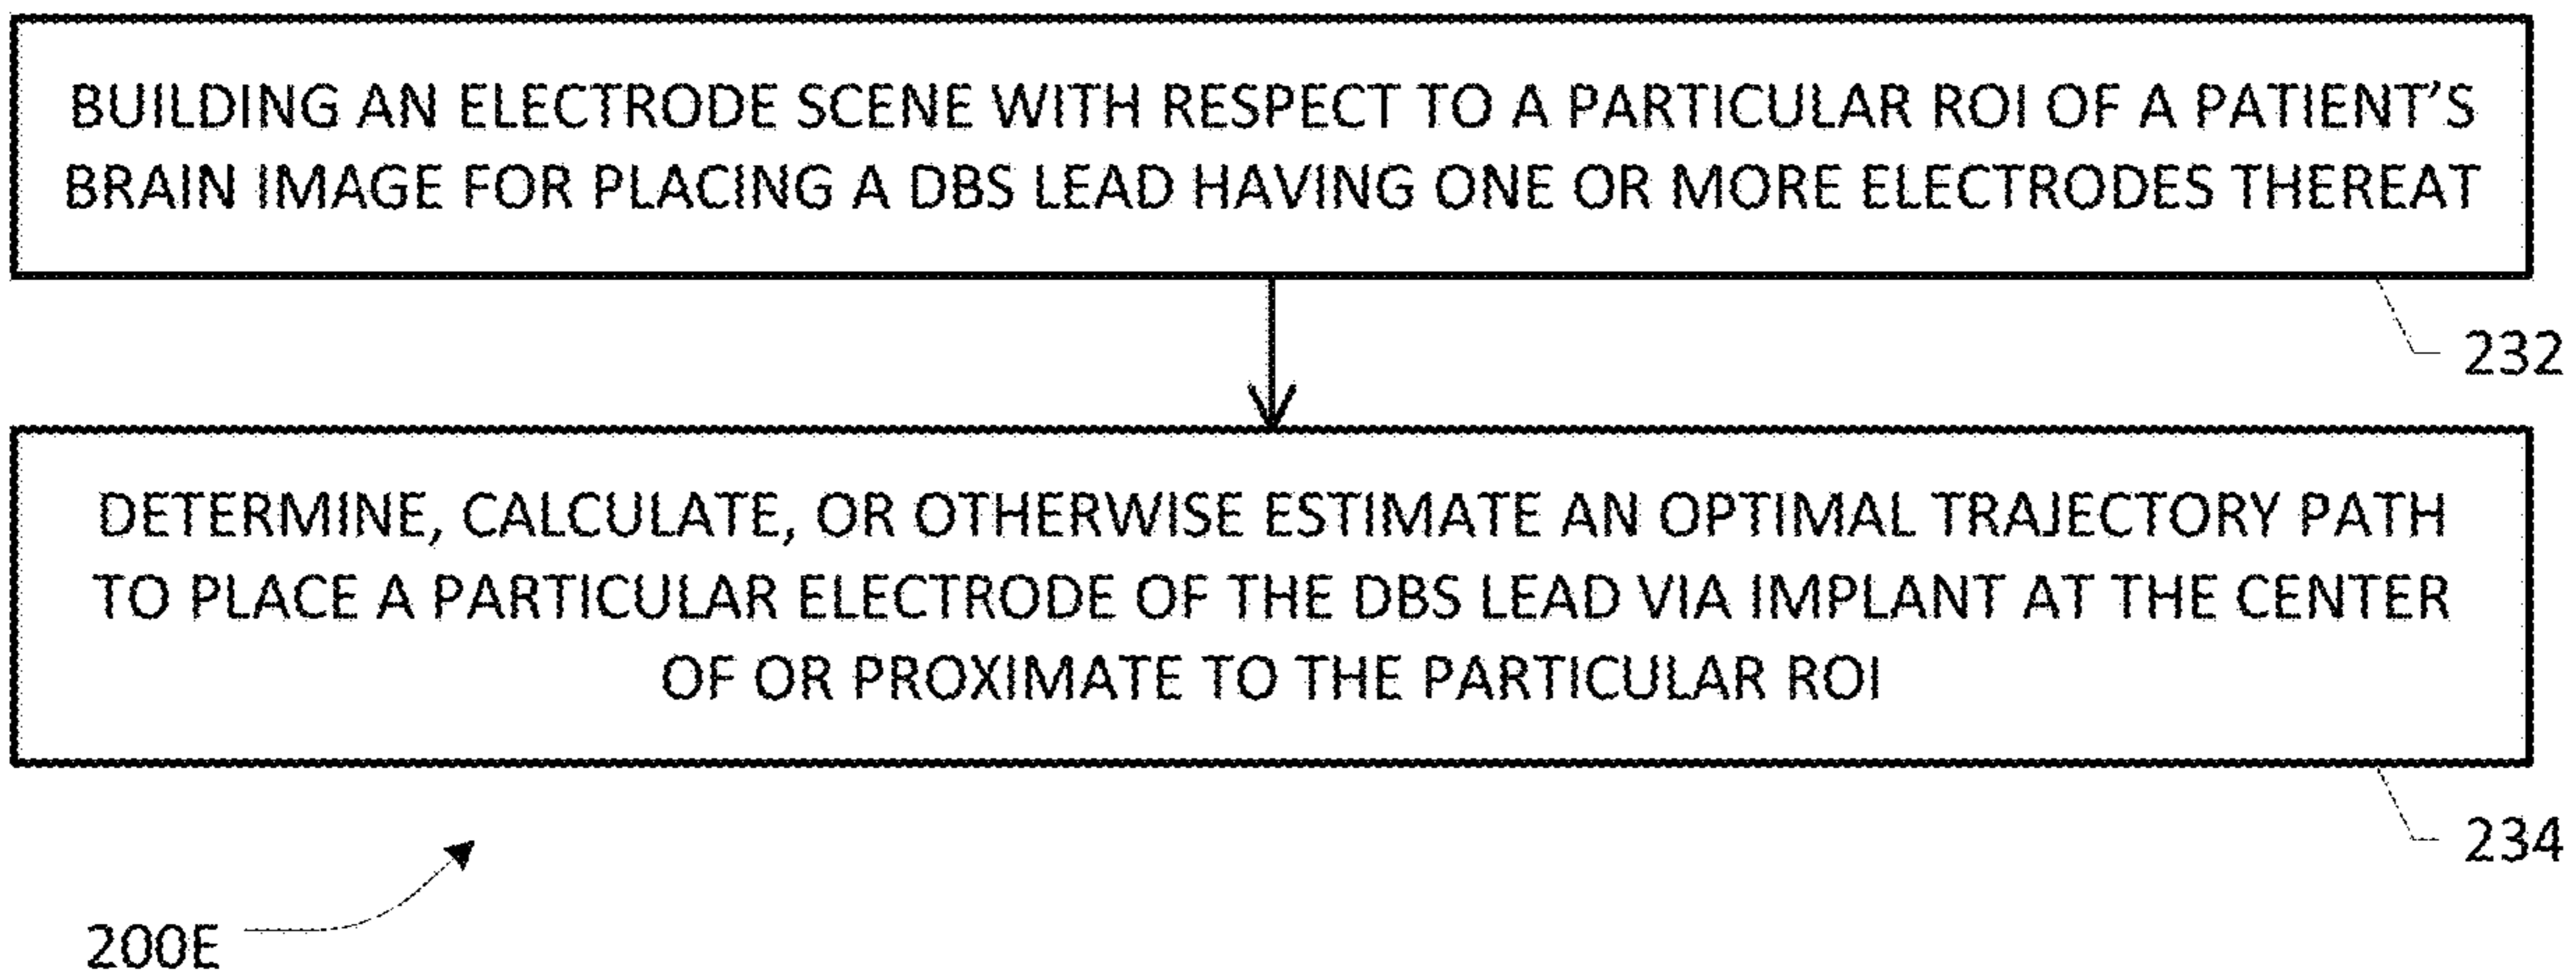 BUILDING AN ELECTRODE SCENE WITH RESPECT TO A PARTICULAR ROI OF A PATIENT'S
BRAIN IMAGE FOR PLACING A DBS LEAD HAVING ONE OR MORE ELECTRODES THEREAT
232
DETERMINE, CALCULATE, OR OTHERWISE ESTIMATE AN OPTIMAL TRAJECTORY PATH
TO PLACE A PARTICULAR ELECTRODE OF THE DBS LEAD VIA IMPLANT AT THE CENTER
OF OR PROXIMATE TO THE PARTICULAR ROI
234
200E